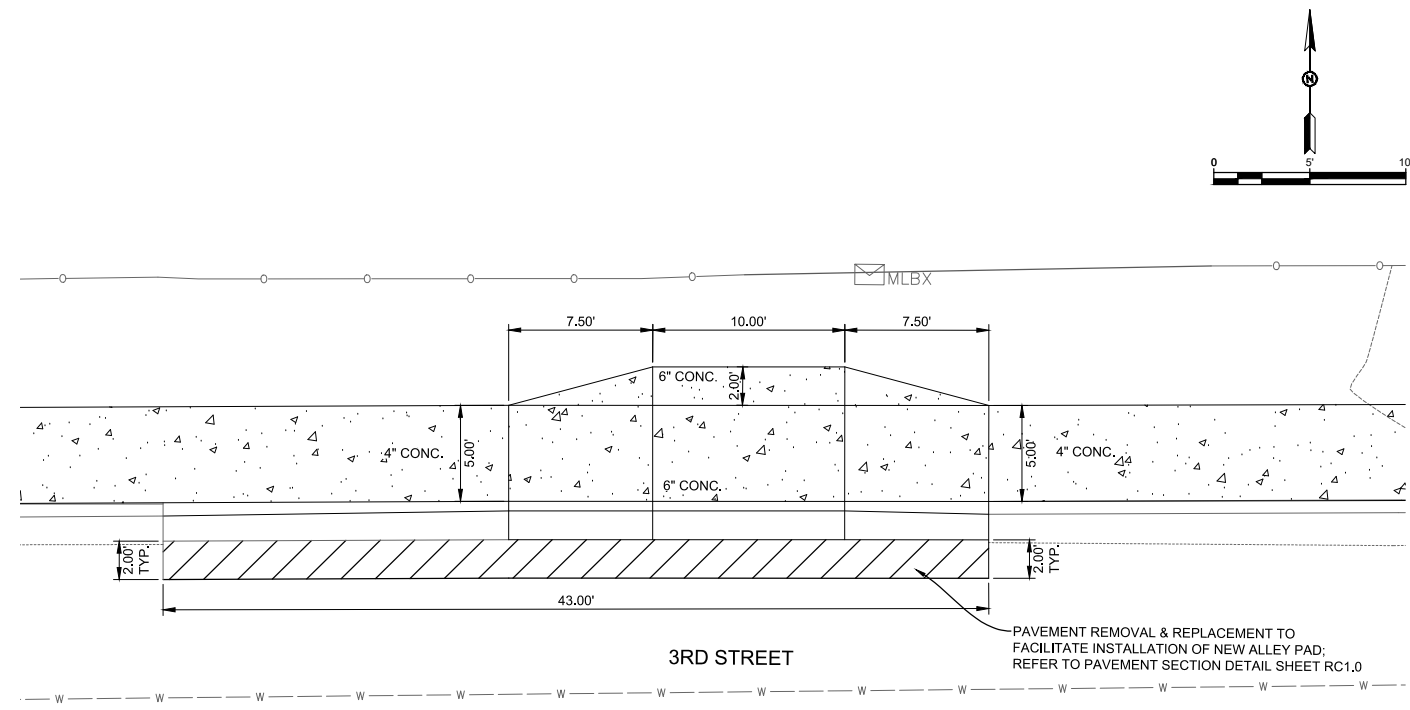 N
0 5' 10
MLBX
7.50' 10.00' 7.50'
6" CONC.
2.00'
4" CONC.
5.00'
5.00'
4" CONC.
6" CONC.
2.00'
TYP.
2.00'
TYP.
43.00'
PAVEMENT REMOVAL & REPLACEMENT TO
FACILITATE INSTALLATION OF NEW ALLEY PAD;
REFER TO PAVEMENT SECTION DETAIL SHEET RC1.0
3RD STREET
W W W W W W W W W W W W W W